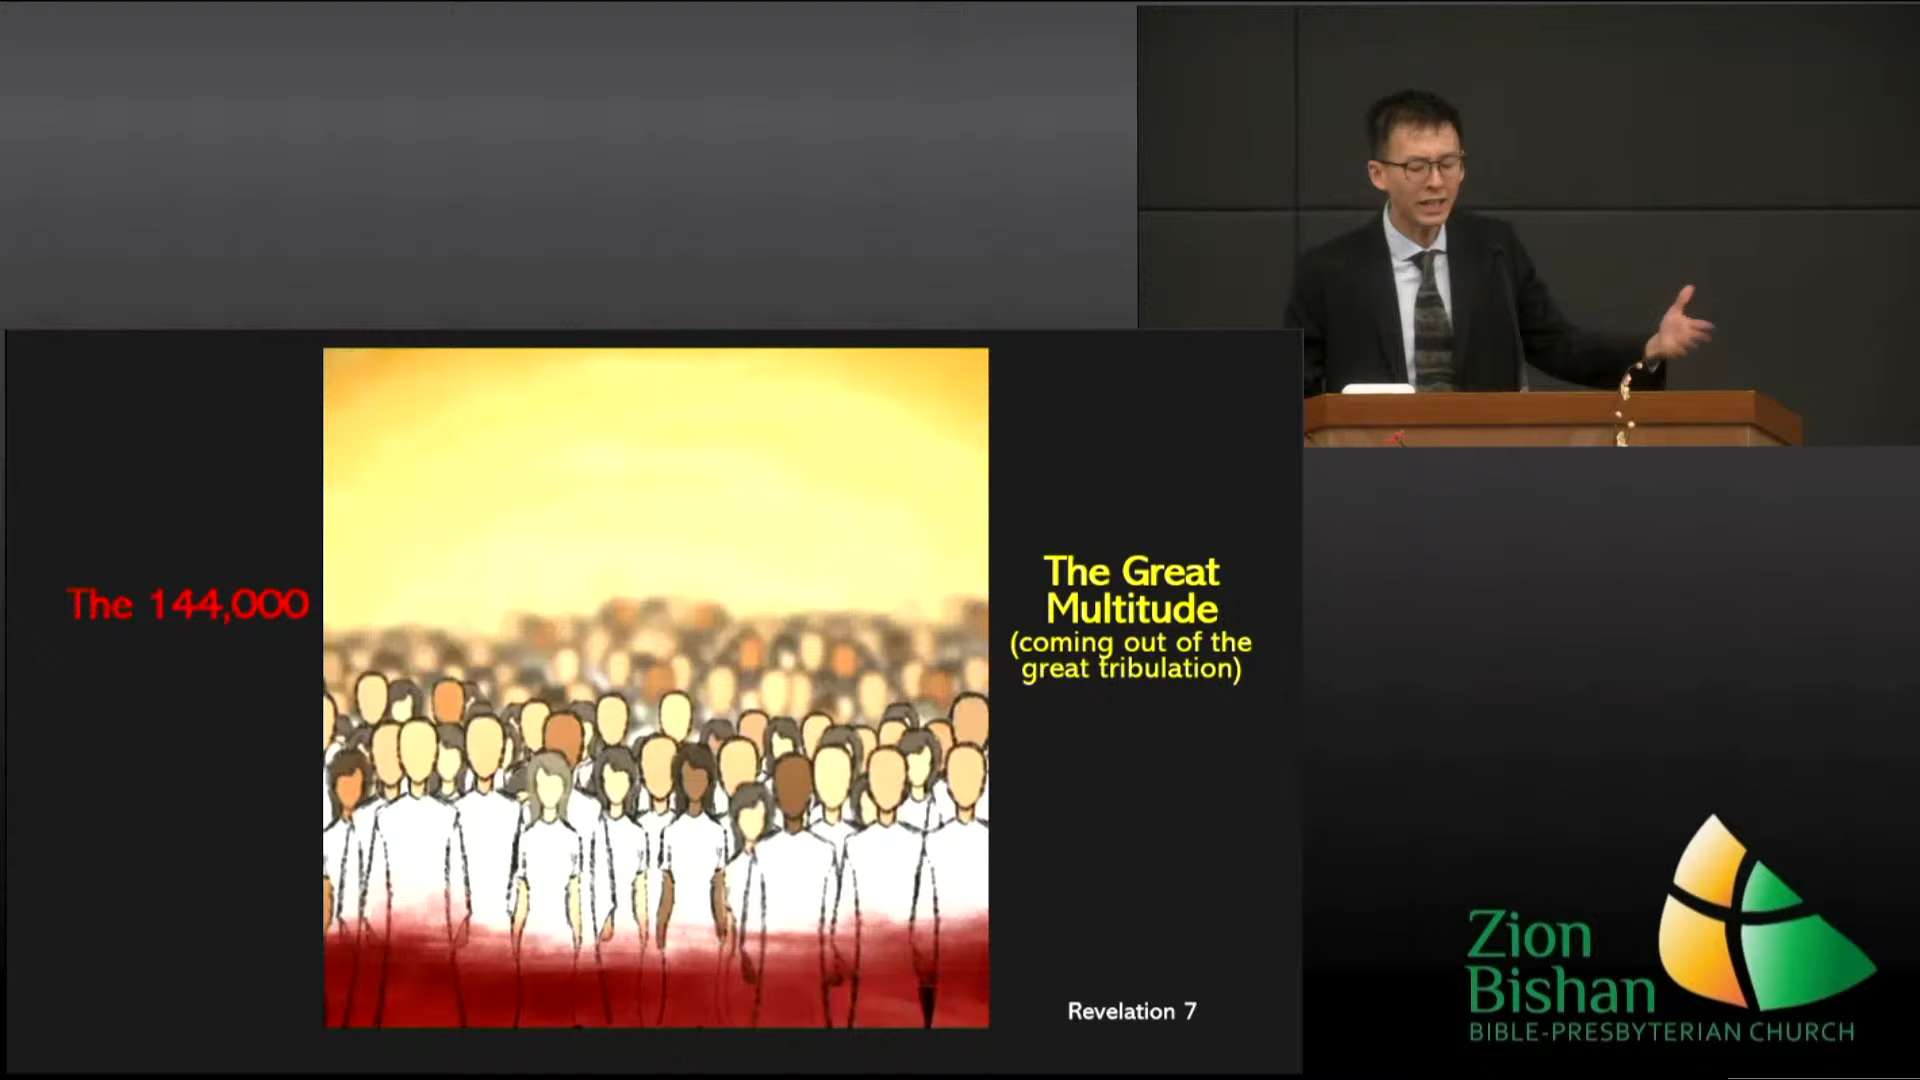 The 144,000
The Great
Multitude
(coming out of the
great tribulation)
Revelation 7
Zion
Bishan
BIBLE-PRESBYTERIAN CHURCH